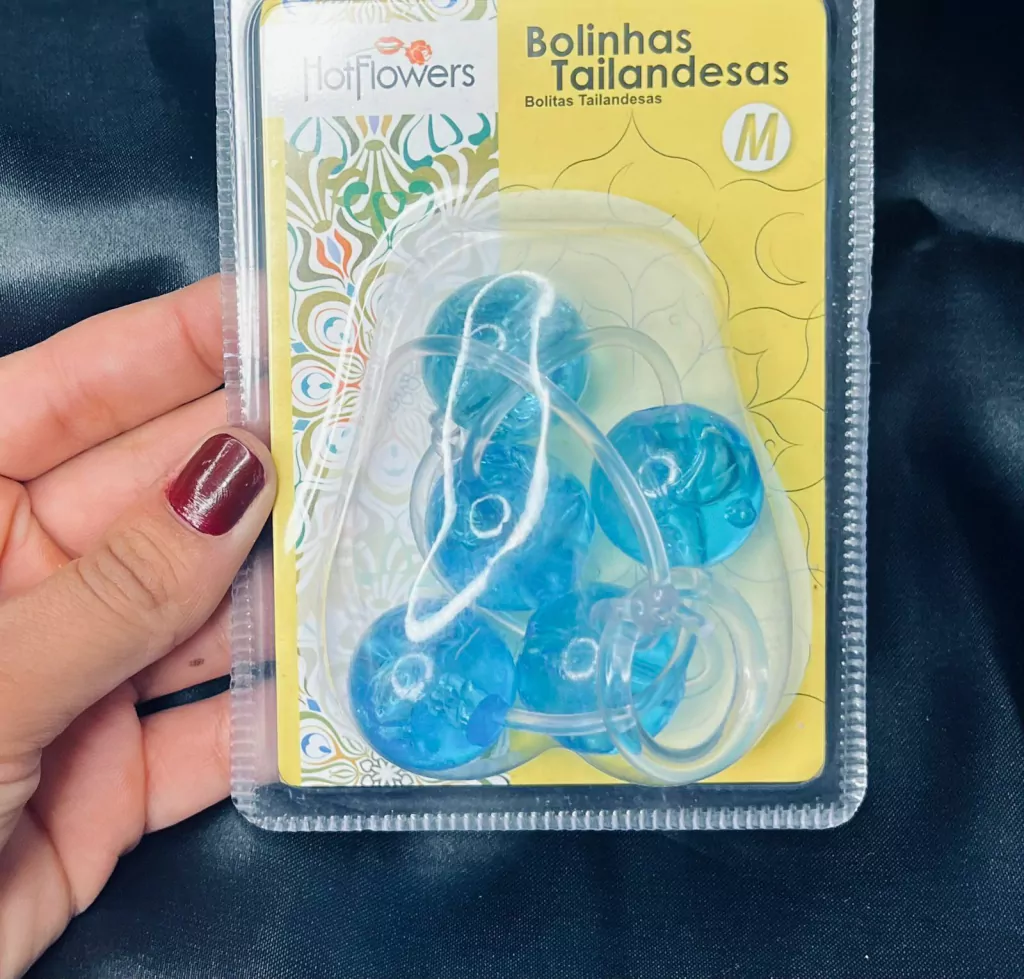 HotFlowers
Bolinhas
Tailandesas
Bolitas Tailandesas
M